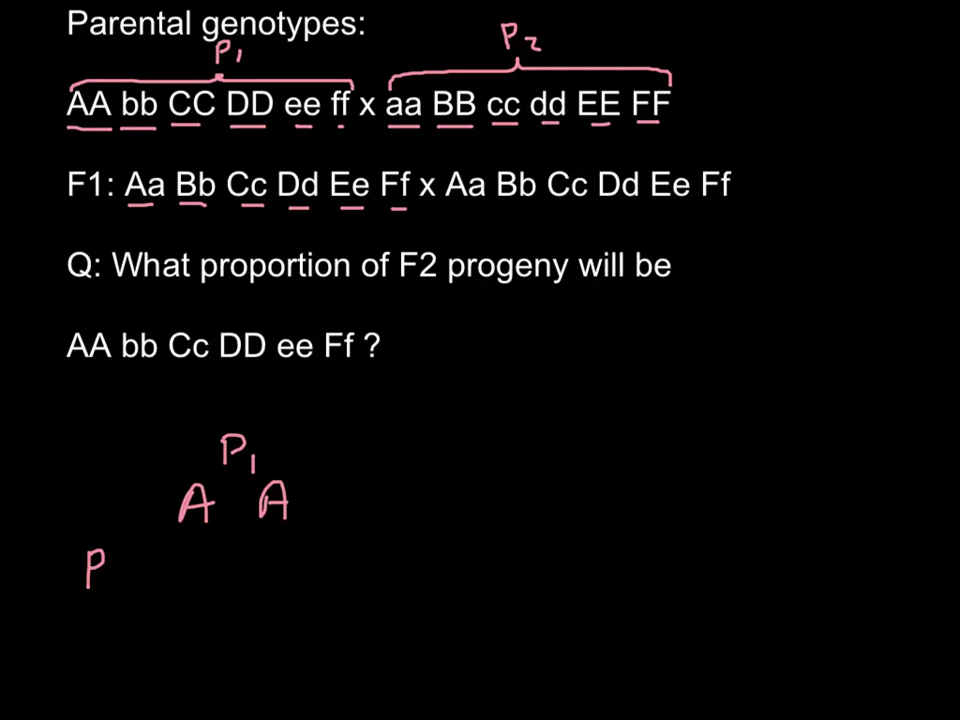 Parental genotypes:
P1 P2
AA bb CC DD ee ff x aa BB cc dd EE FF
F1: Aa Bb Cc Dd Ee Ff x Aa Bb Cc Dd Ee Ff
Q: What proportion of F2 progeny will be
AA bb Cc DD ee Ff ?
P1
A A
P